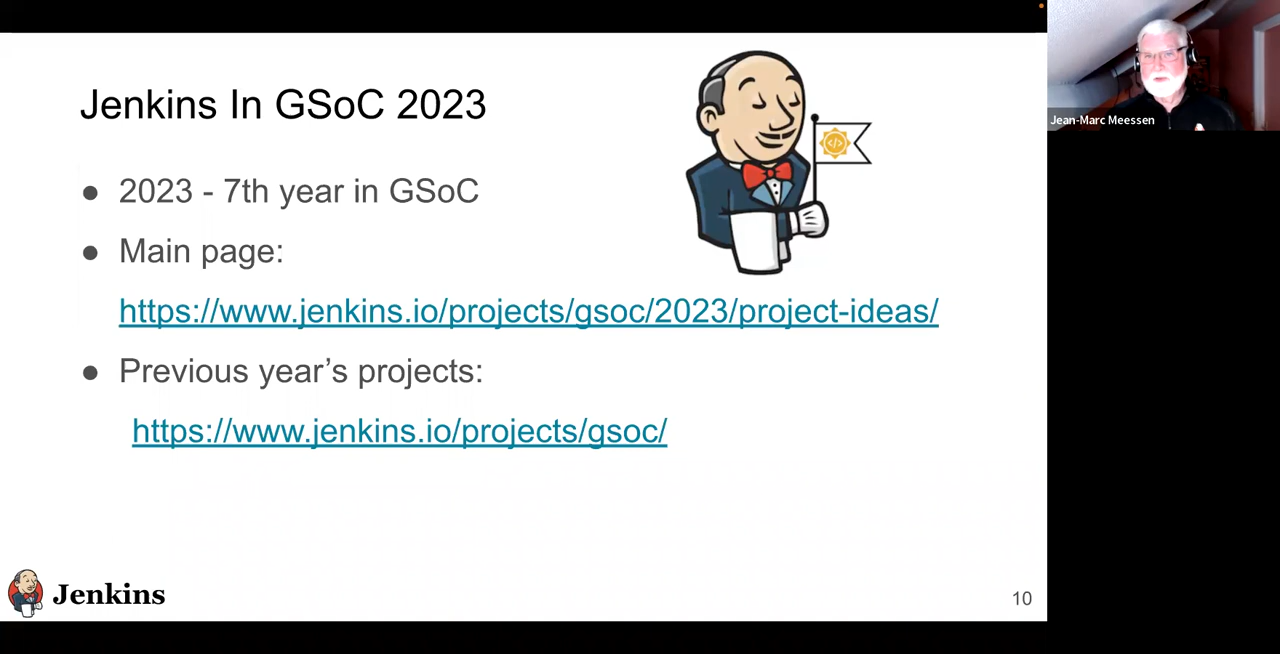 Jenkins In GSoC 2023
● 2023 - 7th year in GSoC
● Main page:
https://www.jenkins.io/projects/gsoc/2023/project-ideas/
● Previous year’s projects:
https://www.jenkins.io/projects/gsoc/
Jenkins
10
Jean-Marc Meessen